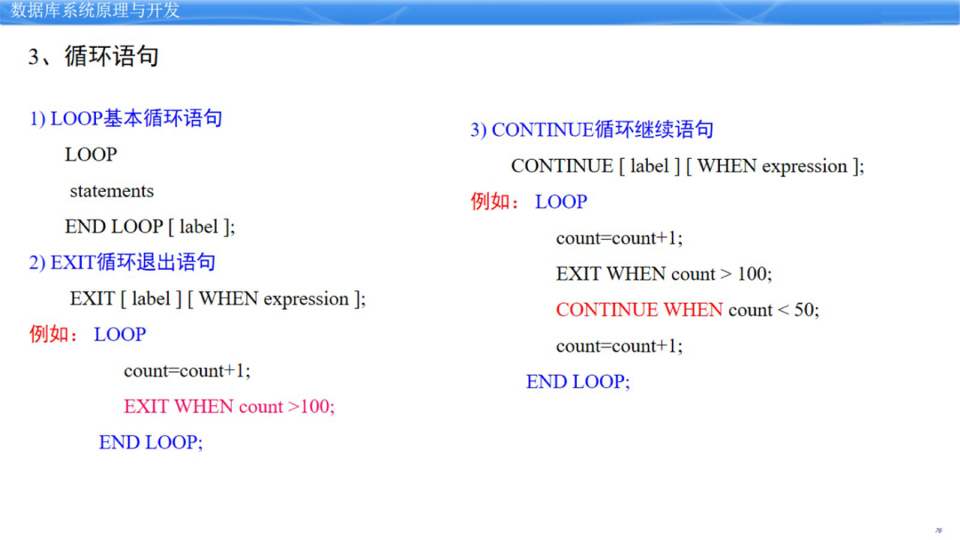 数据库系统原理与开发
3、循环语句
1) LOOP基本循环语句
LOOP
statements
END LOOP [ label ];
2) EXIT循环退出语句
EXIT [ label ] [ WHEN expression ];
例如： LOOP
count=count+1;
EXIT WHEN count >100;
END LOOP;
3) CONTINUE循环继续语句
CONTINUE [ label ] [ WHEN expression ];
例如： LOOP
count=count+1;
EXIT WHEN count > 100;
CONTINUE WHEN count < 50;
count=count+1;
END LOOP;